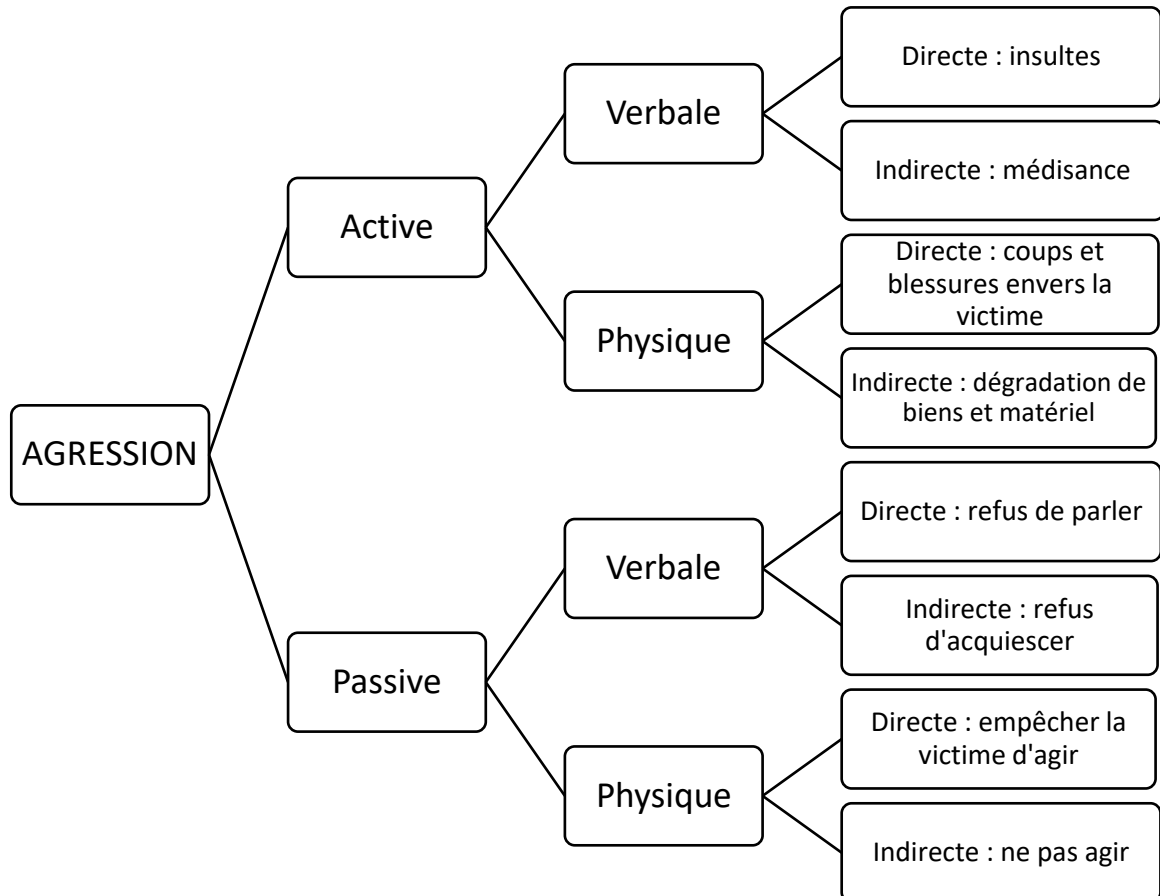 Directe : insultes
Verbale
Indirecte : médisance
Active
Directe : coups et
blessures envers la
victime
Physique
Indirecte : dégradation de
biens et matériel
AGRESSION
Directe : refus de parler
Verbale
Indirecte : refus
d'acquiescer
Passive
Directe : empêcher la
victime d'agir
Physique
Indirecte : ne pas agir